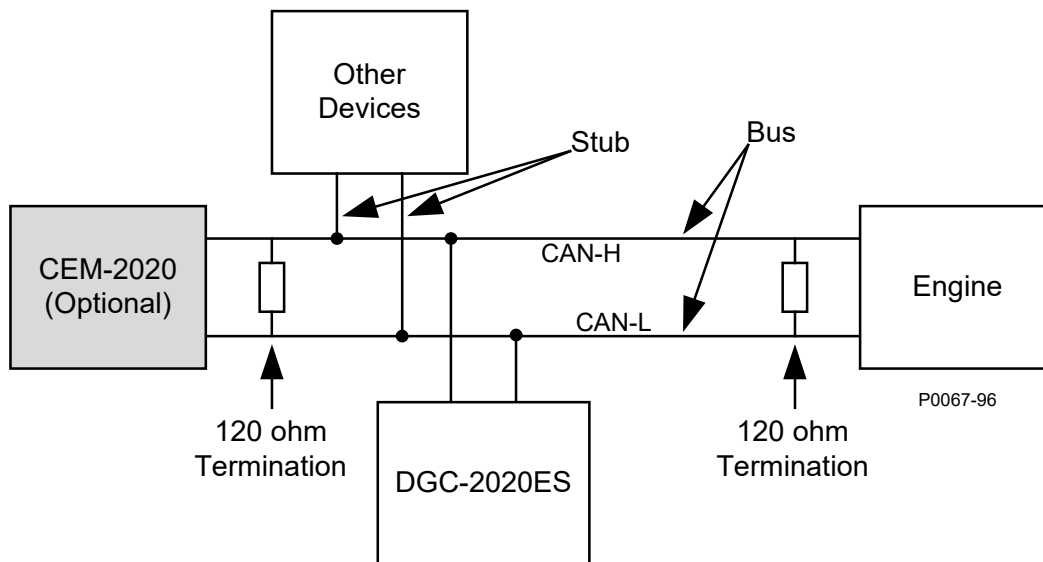 Other
Devices
Stub
Bus
CEM-2020
(Optional)
CAN-H
CAN-L
Engine
P0067-96
120 ohm
Termination
DGC-2020ES
120 ohm
Termination